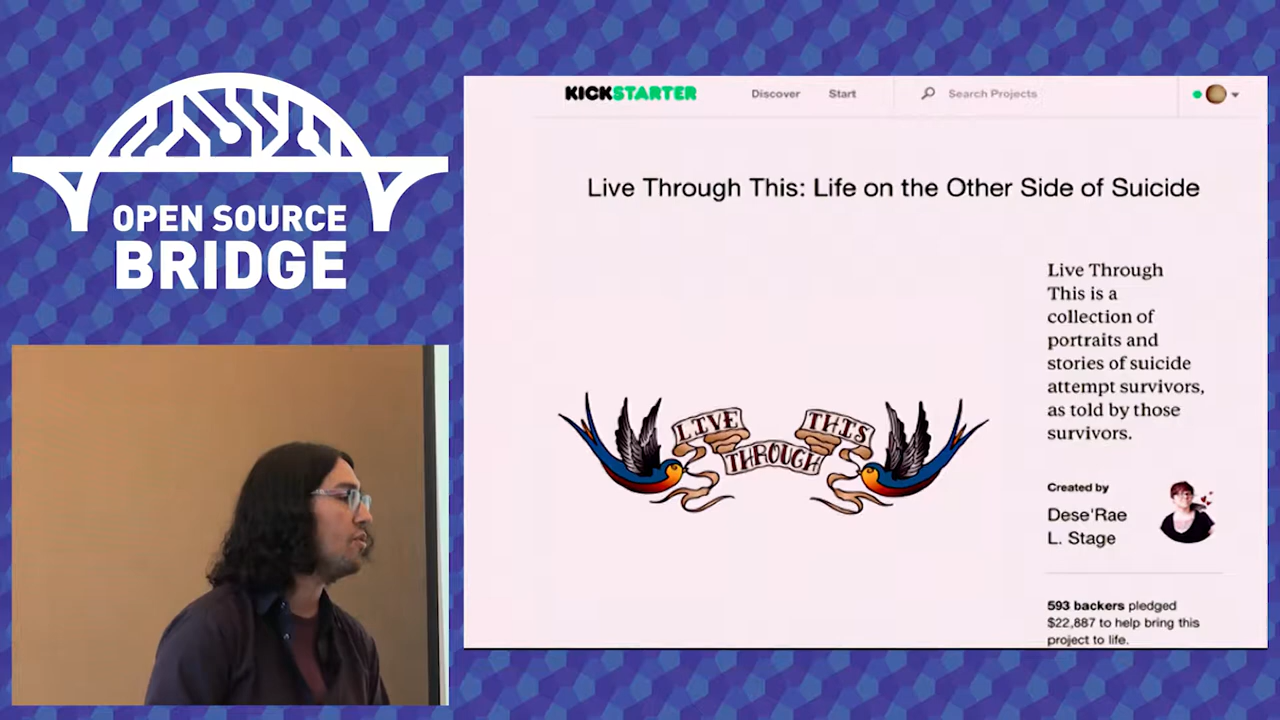 OPEN SOURCE
BRIDGE
KICKSTARTER
Discover
Start
Search Projects
Live Through This: Life on the Other Side of Suicide
LIVE
THROUGH
THIS
Live Through
This is a
collection of
portraits and
stories of suicide
attempt survivors,
as told by those
survivors.
Created by
Dese'Rae
L. Stage
593 backers pledged
$22,887 to help bring this
project to life.